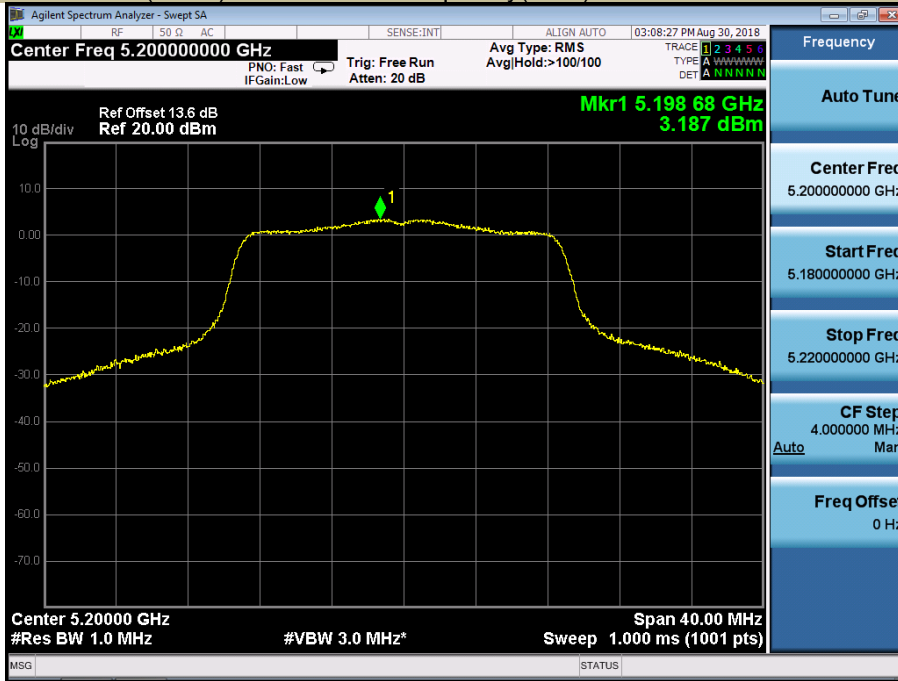 Agilent Spectrum Analyzer - Swept SA
LXI RF 50 Ω AC SENSE:INT ALIGN AUTO 03:08:27 PM Aug 30, 2018
Center Freq 5.200000000 GHz
PNO: Fast
IFGain:Low
Trig: Free Run
Atten: 20 dB
Avg Type: RMS
Avg|Hold:>100/100
TRACE 1 2 3 4 5 6
TYPE A WWWWW
DET A N N N N N
Mkr1 5.198 68 GHz
3.187 dBm
Ref Offset 13.6 dB
10 dB/div Ref 20.00 dBm
Log
10.0
1
0.00
-10.0
-20.0
-30.0
-40.0
-50.0
-60.0
-70.0
Center 5.20000 GHz Span 40.00 MHz
#Res BW 1.0 MHz #VBW 3.0 MHz* Sweep 1.000 ms (1001 pts)
MSG STATUS
Frequency
Auto Tune
Center Freq
5.200000000 GHz
Start Freq
5.180000000 GHz
Stop Freq
5.220000000 GHz
CF Step
4.000000 MHz
Auto Man
Freq Offset
0 Hz